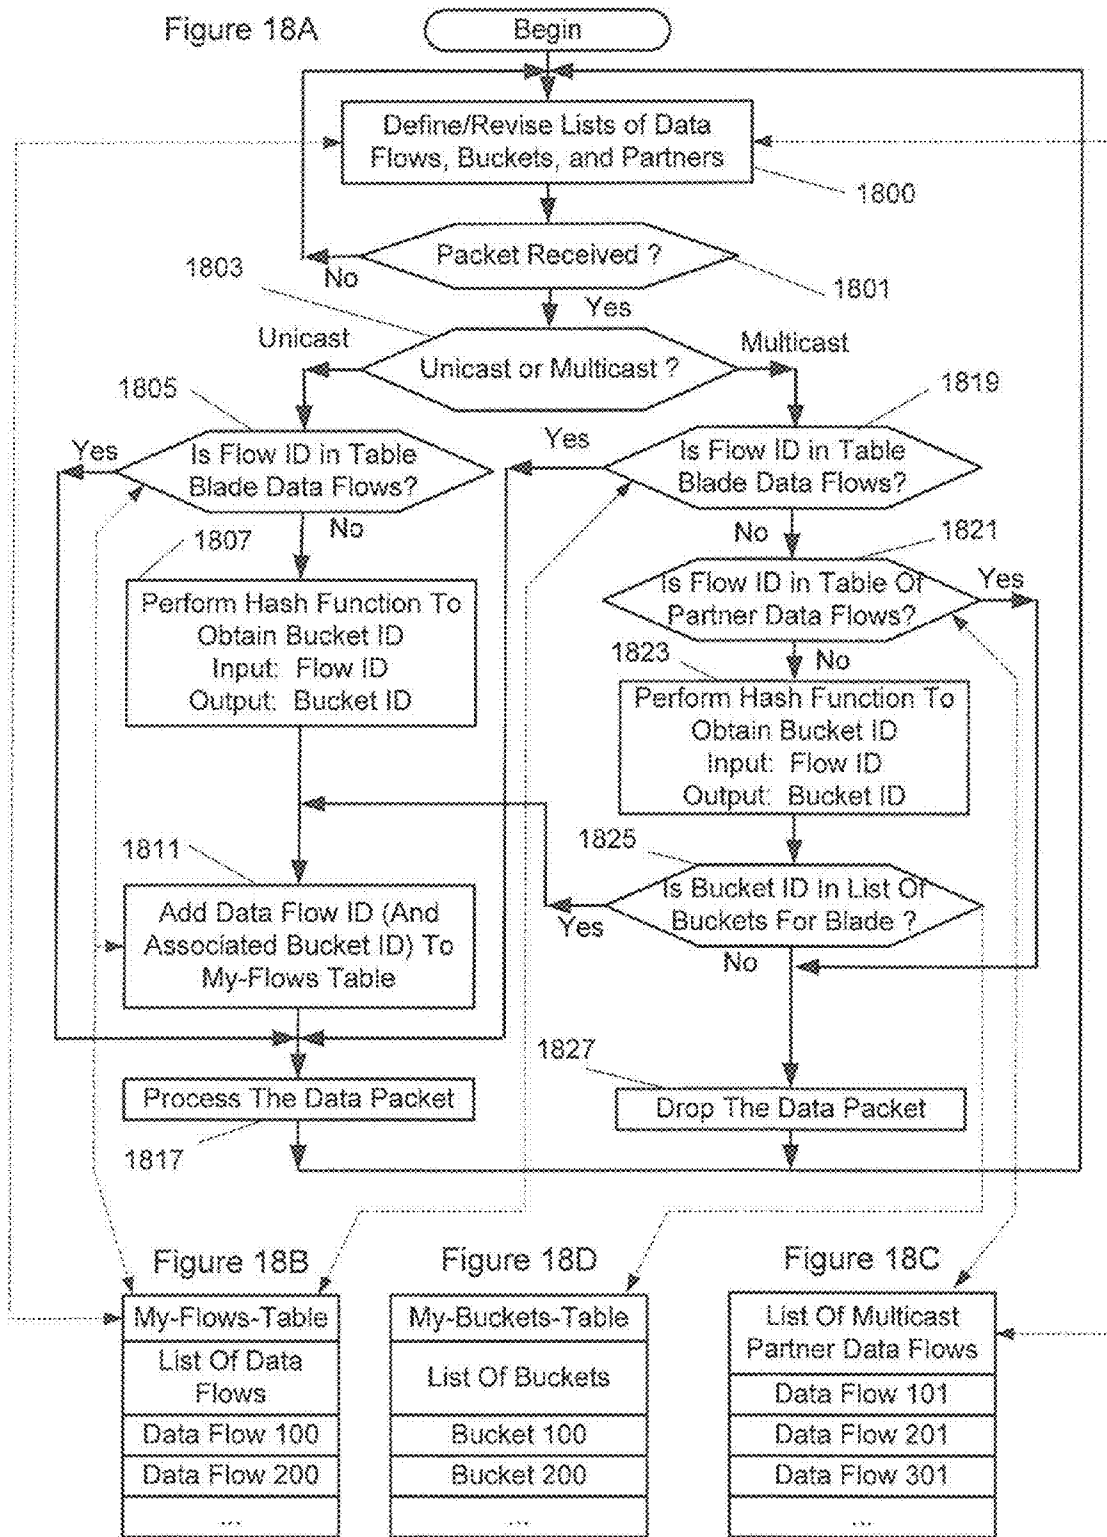 Figure 18A
Begin
Define/Revise Lists of Data
Flows, Buckets, and Partners
1800
Packet Received ?
1801
No
Yes
1803
Unicast
Unicast or Multicast ?
Multicast
1805
1819
Yes
Is Flow ID in Table
Blade Data Flows?
No
Yes
Is Flow ID in Table
Blade Data Flows?
No
1807
Perform Hash Function To
Obtain Bucket ID
Input: Flow ID
Output: Bucket ID
1821
Is Flow ID in Table Of
Partner Data Flows?
Yes
No
1823
Perform Hash Function To
Obtain Bucket ID
Input: Flow ID
Output: Bucket ID
1825
Is Bucket ID In List Of
Buckets For Blade ?
Yes
No
1811
Add Data Flow ID (And
Associated Bucket ID) To
My-Flows Table
Process The Data Packet
1817
1827
Drop The Data Packet
Figure 18B
My-Flows-Table
List Of Data
Flows
Data Flow 100
Data Flow 200
...
Figure 18D
My-Buckets-Table
List Of Buckets
Bucket 100
Bucket 200
...
Figure 18C
List Of Multicast
Partner Data Flows
Data Flow 101
Data Flow 201
Data Flow 301
...